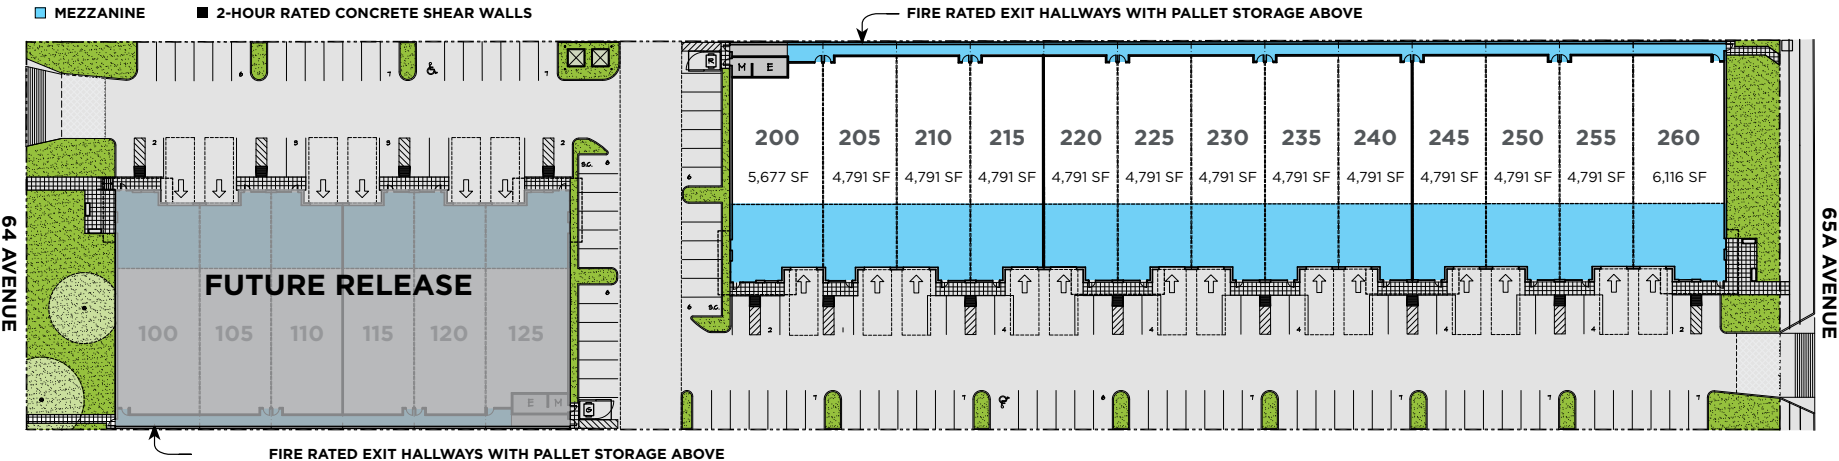 MEZZANINE
2-HOUR RATED CONCRETE SHEAR WALLS
FIRE RATED EXIT HALLWAYS WITH PALLET STORAGE ABOVE
M E
200 205 210 215 220 225 230 235 240 245 250 255 260
5,677 SF 4,791 SF 4,791 SF 4,791 SF 4,791 SF 4,791 SF 4,791 SF 4,791 SF 4,791 SF 4,791 SF 4,791 SF 4,791 SF 6,116 SF
64 AVENUE
65A AVENUE
FUTURE RELEASE
100 105 110 115 120 125
E M
S.C.
S.C.
FIRE RATED EXIT HALLWAYS WITH PALLET STORAGE ABOVE